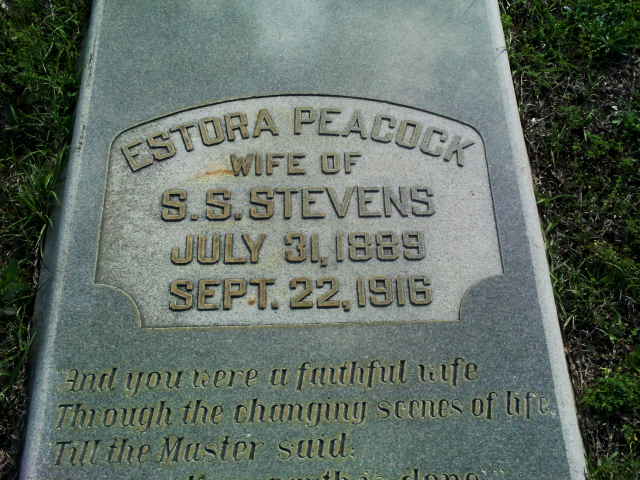 ESTORA PEACOCK
WIFE OF
S.S. STEVENS
JULY 31, 1889
SEPT. 22, 1916
"And you were a faithful wife
Through the changing scenes of life,
Till the Master said:
done"